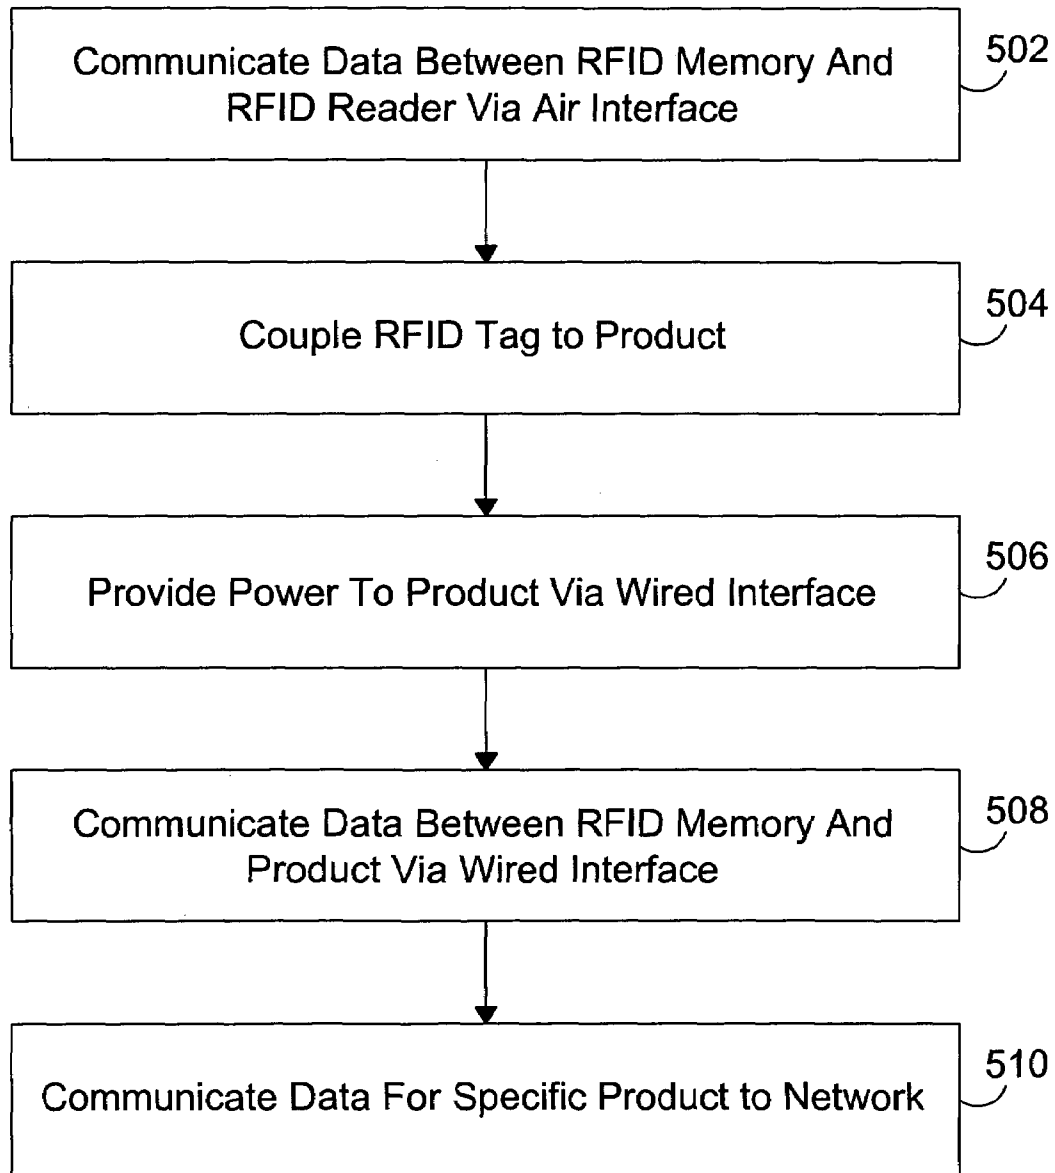 Communicate Data Between RFID Memory And
RFID Reader Via Air Interface
502
Couple RFID Tag to Product
504
Provide Power To Product Via Wired Interface
506
Communicate Data Between RFID Memory And
Product Via Wired Interface
508
Communicate Data For Specific Product to Network
510